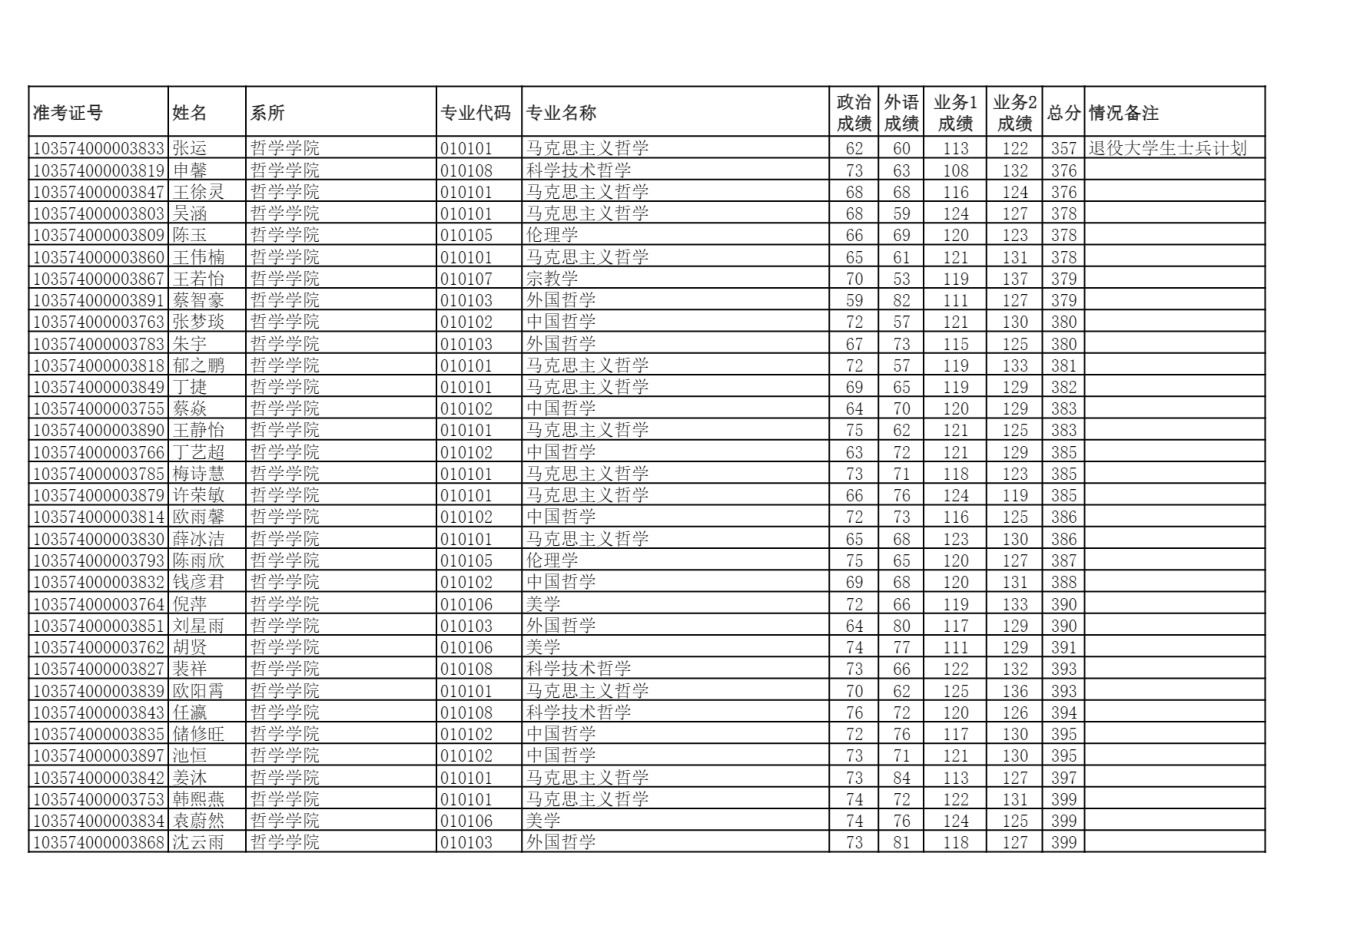 准考证号 姓名 系所 专业代码 专业名称 政治成绩 外语成绩 业务1成绩 业务2成绩 总分 情况备注
103574000003833 张运 哲学学院 010101 马克思主义哲学 62 60 113 122 357 退役大学生士兵计划
103574000003819 申馨 哲学学院 010108 科学技术哲学 73 63 108 132 376
103574000003847 王徐灵 哲学学院 010101 马克思主义哲学 68 68 116 124 376
103574000003803 吴涵 哲学学院 010101 马克思主义哲学 68 59 124 127 378
103574000003809 陈玉 哲学学院 010105 伦理学 66 69 120 123 378
103574000003860 王伟楠 哲学学院 010101 马克思主义哲学 65 61 121 131 378
103574000003867 王若怡 哲学学院 010107 宗教学 70 53 119 137 379
103574000003891 蔡智豪 哲学学院 010103 外国哲学 59 82 111 127 379
103574000003763 张梦琰 哲学学院 010102 中国哲学 72 57 121 130 380
103574000003783 朱宇 哲学学院 010103 外国哲学 67 73 115 125 380
103574000003818 郁之鹏 哲学学院 010101 马克思主义哲学 72 57 119 133 381
103574000003849 丁捷 哲学学院 010101 马克思主义哲学 69 65 119 129 382
103574000003755 蔡焱 哲学学院 010102 中国哲学 64 70 120 129 383
103574000003890 王静怡 哲学学院 010101 马克思主义哲学 75 62 121 125 383
103574000003766 丁艺超 哲学学院 010102 中国哲学 63 72 121 129 385
103574000003785 梅诗慧 哲学学院 010101 马克思主义哲学 73 71 118 123 385
103574000003879 许荣敏 哲学学院 010101 马克思主义哲学 66 76 124 119 385
103574000003814 欧雨馨 哲学学院 010102 中国哲学 72 73 116 125 386
103574000003830 薛冰洁 哲学学院 010101 马克思主义哲学 65 68 123 130 386
103574000003793 陈雨欣 哲学学院 010105 伦理学 75 65 120 127 387
103574000003832 钱彦君 哲学学院 010102 中国哲学 69 68 120 131 388
103574000003764 倪萍 哲学学院 010106 美学 72 66 119 133 390
103574000003851 刘星雨 哲学学院 010103 外国哲学 64 80 117 129 390
103574000003762 胡贤 哲学学院 010106 美学 74 77 111 129 391
103574000003827 裴祥 哲学学院 010108 科学技术哲学 73 66 122 132 393
103574000003839 欧阳霄 哲学学院 010101 马克思主义哲学 70 62 125 136 393
103574000003843 任瀛 哲学学院 010108 科学技术哲学 76 72 120 126 394
103574000003835 储修旺 哲学学院 010102 中国哲学 72 76 117 130 395
103574000003897 池恒 哲学学院 010102 中国哲学 73 71 121 130 395
103574000003842 姜沐 哲学学院 010101 马克思主义哲学 73 84 113 127 397
103574000003753 韩熙燕 哲学学院 010101 马克思主义哲学 74 72 122 131 399
103574000003834 袁蔚然 哲学学院 010106 美学 74 76 124 125 399
103574000003868 沈云雨 哲学学院 010103 外国哲学 73 81 118 127 399